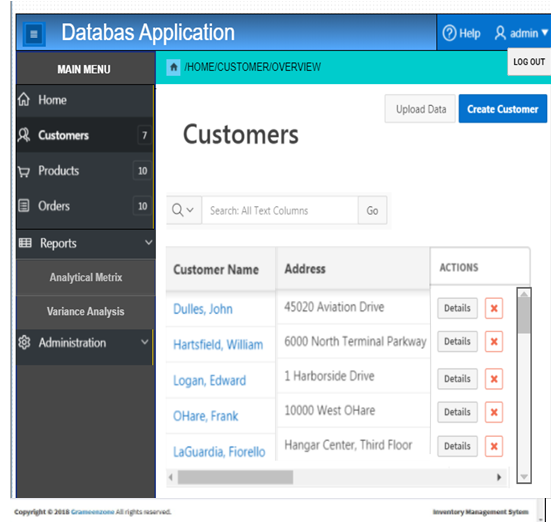 Databas Application
Help
admin
LOG OUT
MAIN MENU
/HOME/CUSTOMER/OVERVIEW
Home
Customers 7
Products 10
Orders 10
Reports
Analytical Metrix
Variance Analysis
Administration
Upload Data
Create Customer
Customers
Search: All Text Columns
Go
Customer Name Address ACTIONS
Dulles, John 45020 Aviation Drive Details
Hartsfield, William 6000 North Terminal Parkway Details
Logan, Edward 1 Harborside Drive Details
OHare, Frank 10000 West OHare Details
LaGuardia, Fiorello Hangar Center, Third Floor Details
Copyright © 2018 Grameenzone All rights reserved.
Inventory Management Sytem